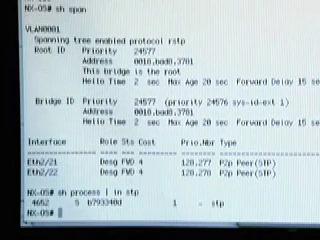 NX-05# sh span
VLAN0001
Spanning tree enabled protocol rstp
Root ID Priority 24577
Address 0010.bad0.3701
This bridge is the root
Hello Time 2 sec Max Age 20 sec Forward Delay 15 se
Bridge ID Priority 24577 (priority 24576 sys-id-ext 1)
Address 0010.bad0.3701
Hello Time 2 sec Max Age 20 sec Forward Delay 15 se
Interface Role Sts Cost Prio.Nbr Type
Eth2/21 Desg FWD 4 128.277 P2p Peer(STP)
Eth2/22 Desg FWD 4 128.278 P2p Peer(STP)
NX-05# sh process | in stp
4652 S b793340d 1 - stp
NX-05#